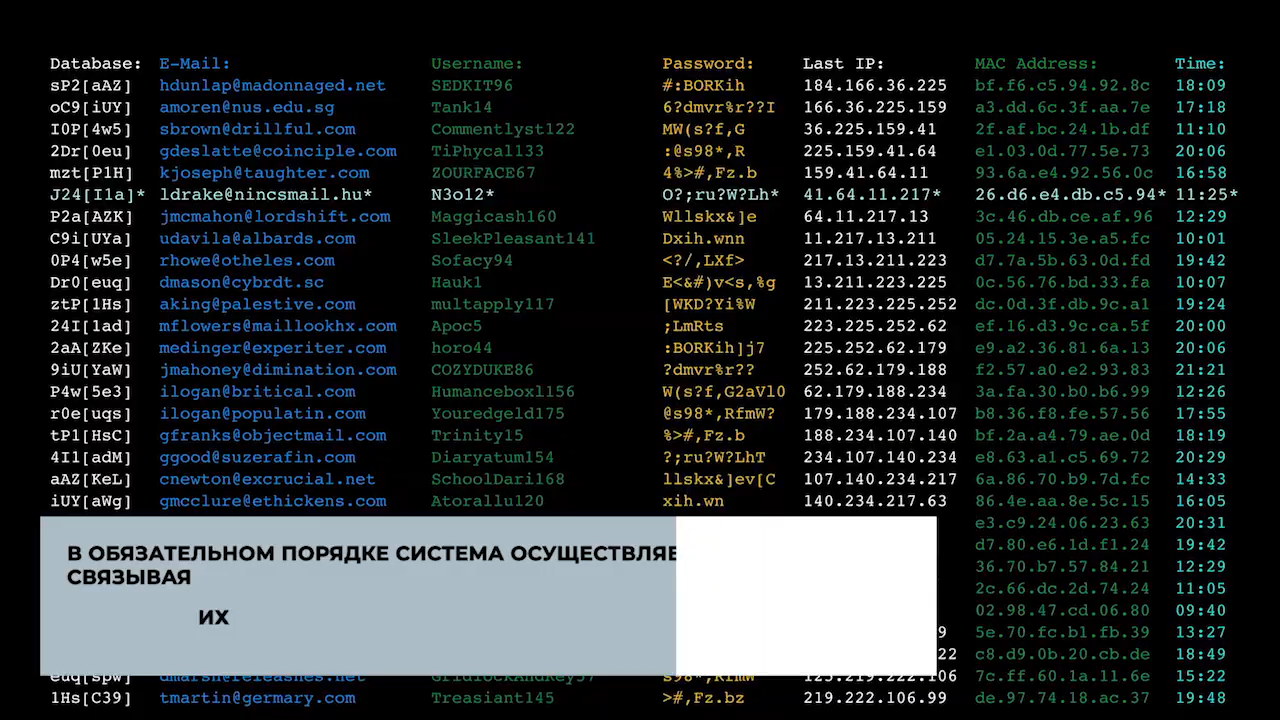 Database: E-Mail: Username: Password: Last IP: MAC Address: Time:
sP2[aAZ] hdunlap@madonnaged.net SEDKIT96 #:BORKih 184.166.36.225 bf.f6.c5.94.92.8c 18:09
oC9[iUY] amoren@nus.edu.sg Tank14 6?dmvr%r??I 166.36.225.159 a3.dd.6c.3f.aa.7e 17:18
I0P[4w5] sbrown@drillful.com Commentlyst122 MW(s?f,G 36.225.159.41 2f.af.bc.24.1b.df 11:10
2Dr[0eu] gdeslatte@coinciple.com TiPhycal133 :@s98*,R 225.159.41.64 e1.03.0d.77.5e.73 20:06
mzt[P1H] kjoseph@taughter.com ZOURFACE67 4%>#,Fz.b 159.41.64.11 93.6a.e4.92.56.0c 16:58
J24[I1a]* ldrake@nincsmail.hu* N3o12* O?;ru?W?Lh* 41.64.11.217* 26.d6.e4.db.c5.94* 11:25*
P2a[AZK] jmcmahon@lordshift.com Maggicash160 Wllskx&]e 64.11.217.13 3c.46.db.ce.af.96 12:29
C9i[UYa] udavila@albards.com SleekPleasant141 Dxih.wnn 11.217.13.211 05.24.15.3e.a5.fc 10:01
0P4[w5e] rhowe@otheles.com Sofacy94 <?/,LXf> 217.13.211.223 d7.7a.5b.63.0d.fd 19:42
Dr0[euq] dmason@cybrdt.sc Hauk1 E<&#)v<s,%g 13.211.223.225 0c.56.76.bd.33.fa 10:07
ztP[1Hs] aking@palestive.com multapply117 [WKD?Yi%W 211.223.225.252 dc.0d.3f.db.9c.a1 19:24
24I[1ad] mflowers@maillookhx.com Apoc5 ;LmRts 223.225.252.62 ef.16.d3.9c.ca.5f 20:00
2aA[ZKe] medinger@experiter.com horo44 :BORKih]j7 225.252.62.179 e9.a2.36.81.6a.13 20:06
9iU[YaW] jmahoney@dimination.com COZYDUKE86 ?dmvr%r?? 252.62.179.188 f2.57.a0.e2.93.83 21:21
P4w[5e3] ilogan@britical.com Humanceboxl156 W(s?f,G2aVl0 62.179.188.234 3a.fa.30.b0.b6.99 12:26
r0e[uqs] ilogan@populatin.com Youredgeld175 @s98*,RfmW? 179.188.234.107 b8.36.f8.fe.57.56 17:55
tP1[HsC] gfranks@objectmail.com Trinity15 %>#,Fz.b 188.234.107.140 bf.2a.a4.79.ae.0d 18:19
4I1[adM] ggood@suzerafin.com Diaryatum154 ?;ru?W?LhT 234.107.140.234 e8.63.a1.c5.69.72 20:29
aAZ[KeL] cnewton@excrucial.net SchoolDari168 llskx&]ev[C 107.140.234.217 6a.86.70.b9.7d.fc 14:33
iUY[aWg] gmcclure@ethickens.com Atorallu120 xih.wn 140.234.217.63 86.4e.aa.8e.5c.15 16:05
e3.c9.24.06.23.63 20:31
d7.80.e6.1d.f1.24 19:42
36.70.b7.57.84.21 12:29
2c.66.dc.2d.74.24 11:05
02.98.47.cd.06.80 09:40
9 5e.70.fc.b1.fb.39 13:27
22 c8.d9.0b.20.cb.de 18:49
7c.ff.60.1a.11.6e 15:22
1Hs[C39] tmartin@germary.com Treasiant145 >#,Fz.bz 219.222.106.99 de.97.74.18.ac.37 19:48
В ОБЯЗАТЕЛЬНОМ ПОРЯДКЕ СИСТЕМА ОСУЩЕСТВЛЯЕ
СВЯЗЫВАЯ
ИХ